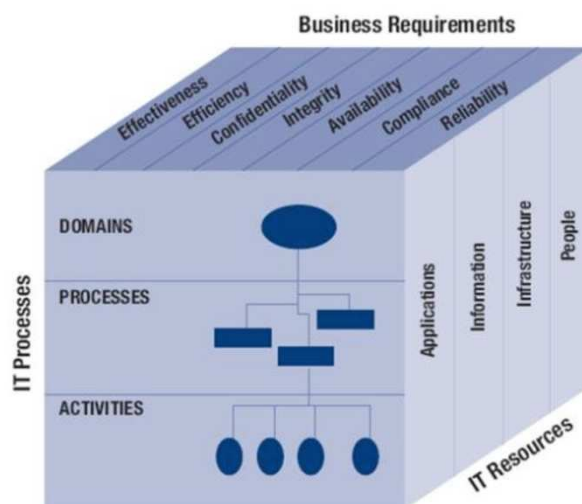 Business Requirements
Effectiveness
Efficiency
Confidentiality
Integrity
Availability
Compliance
Reliability
IT Processes
DOMAINS
PROCESSES
ACTIVITIES
Applications
Information
Infrastructure
People
IT Resources